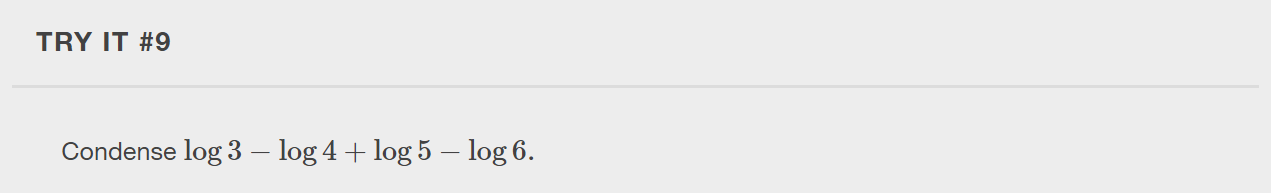 TRY IT #9
Condense log 3 − log 4 + log 5 − log 6.